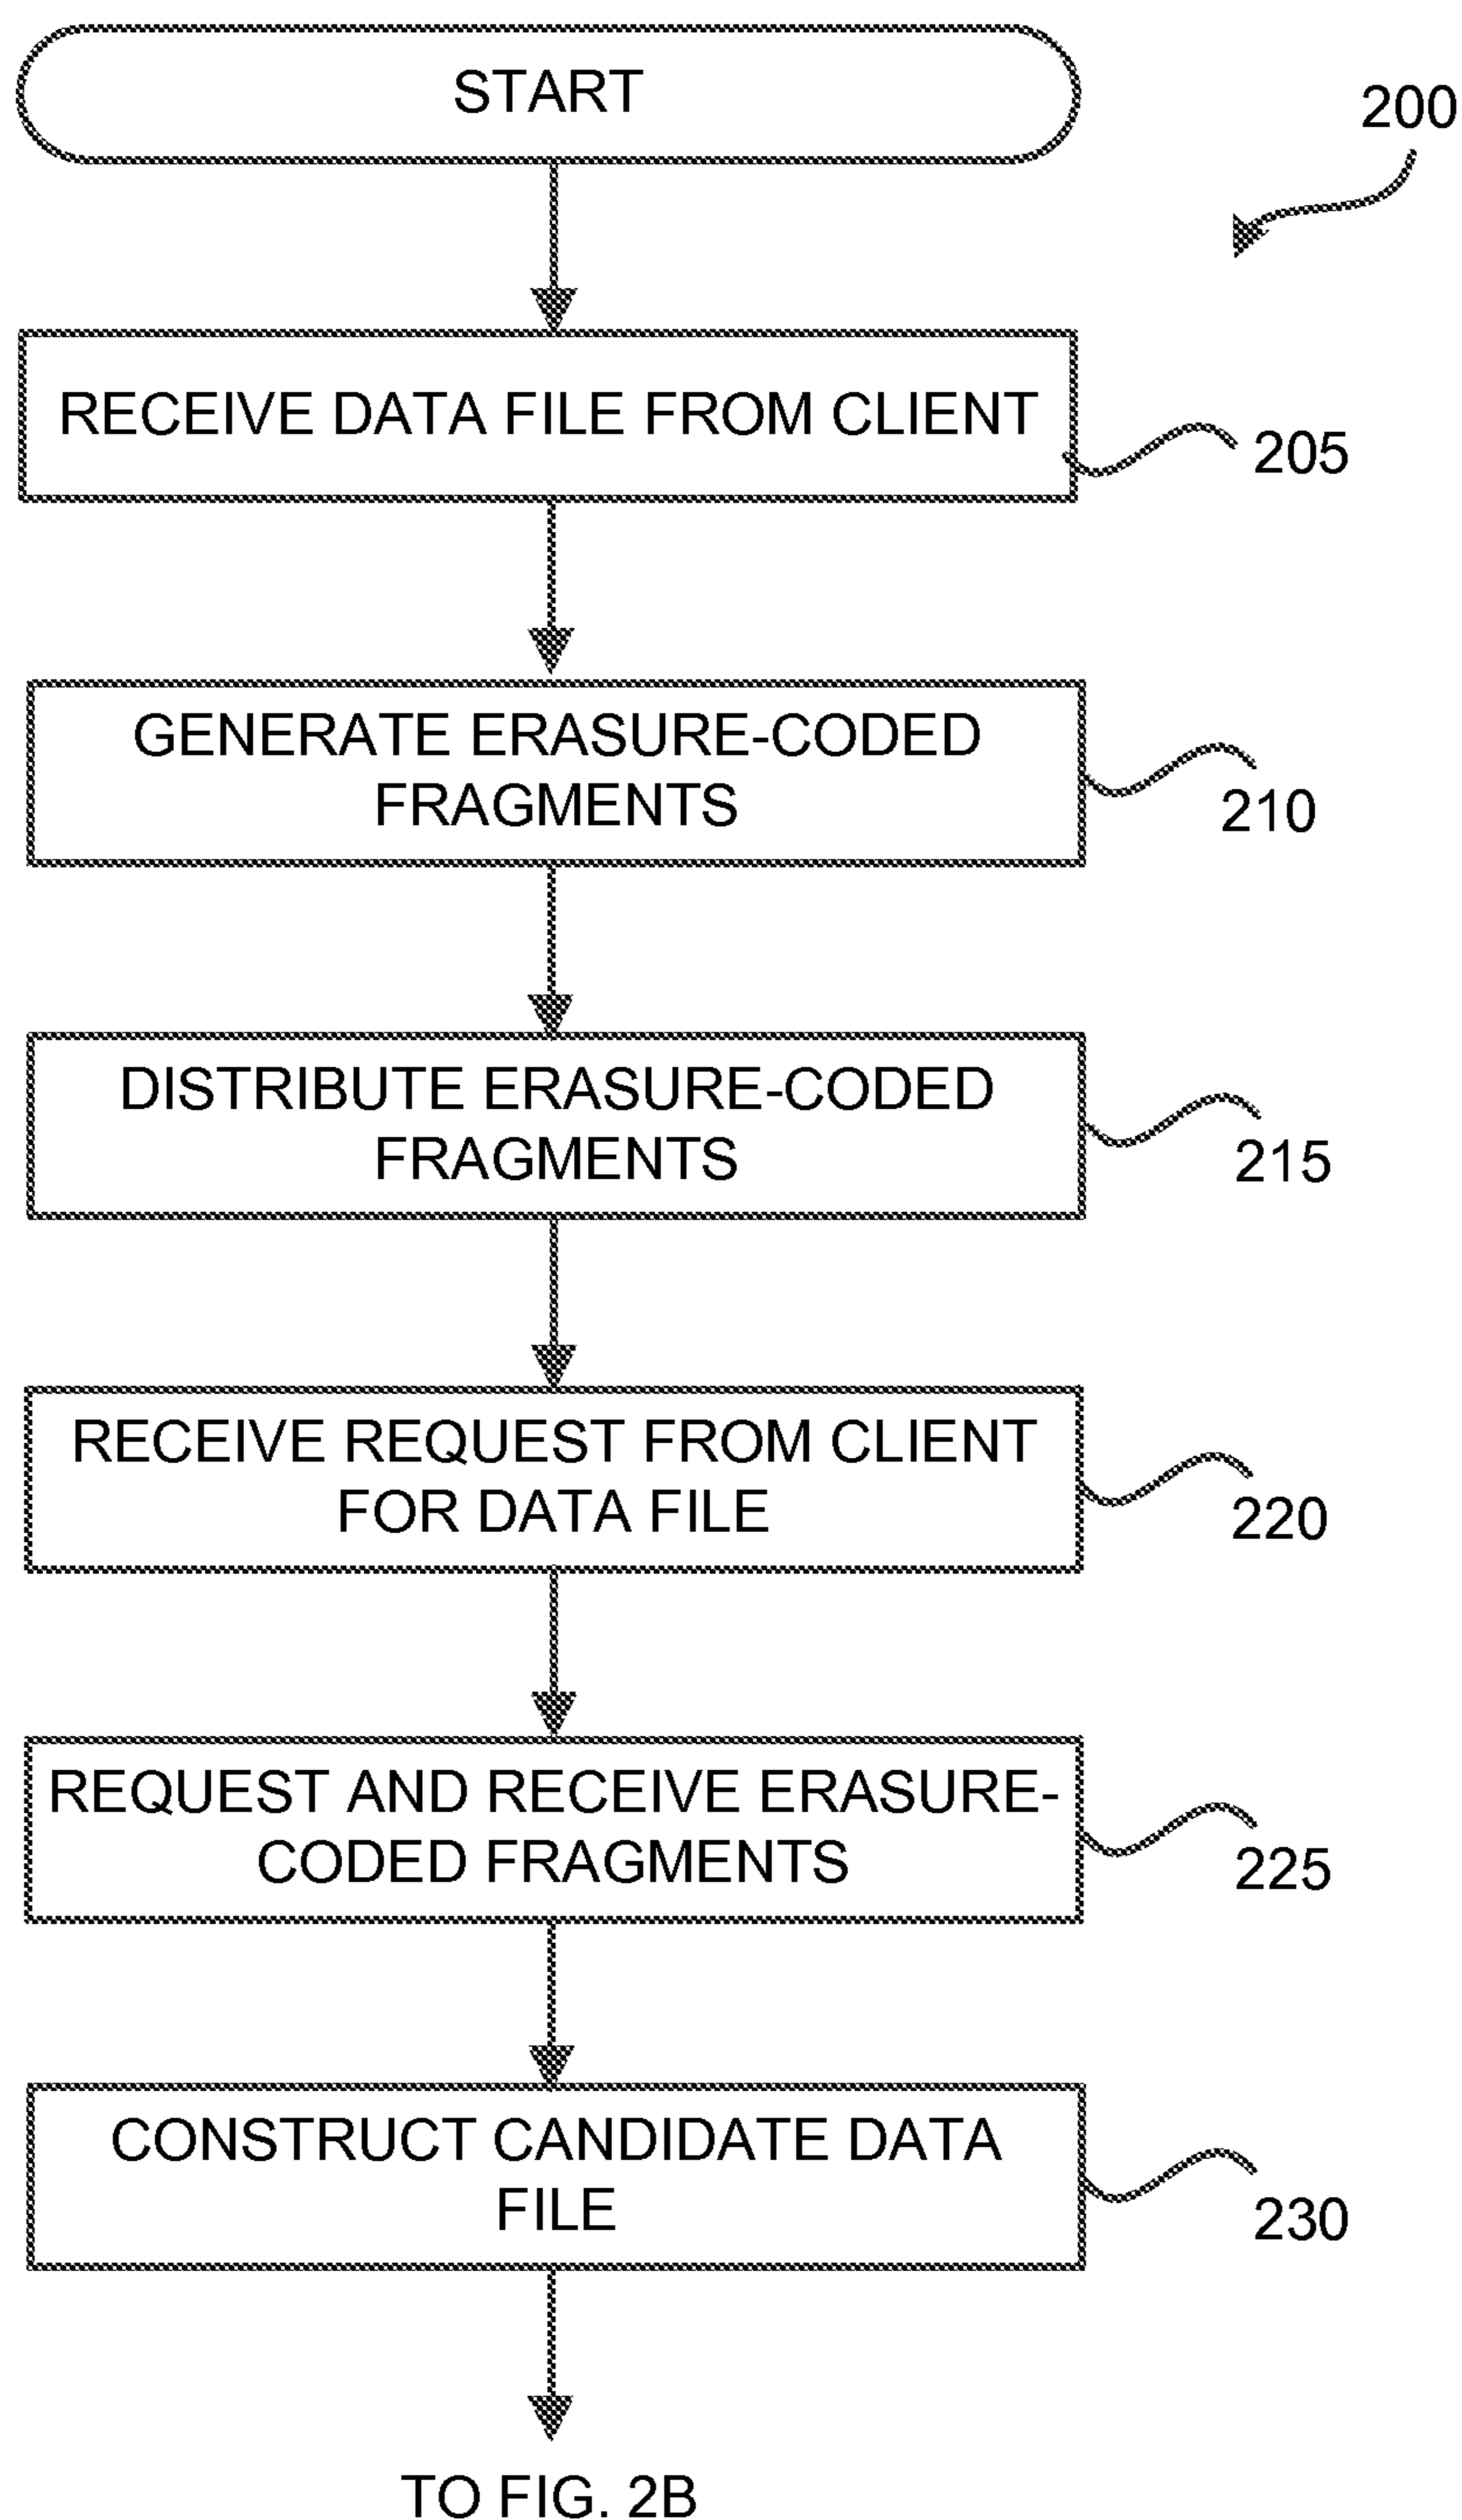 START
200
RECEIVE DATA FILE FROM CLIENT
205
GENERATE ERASURE-CODED
FRAGMENTS
210
DISTRIBUTE ERASURE-CODED
FRAGMENTS
215
RECEIVE REQUEST FROM CLIENT
FOR DATA FILE
220
REQUEST AND RECEIVE ERASURE-
CODED FRAGMENTS
225
CONSTRUCT CANDIDATE DATA
FILE
230
TO FIG. 2B